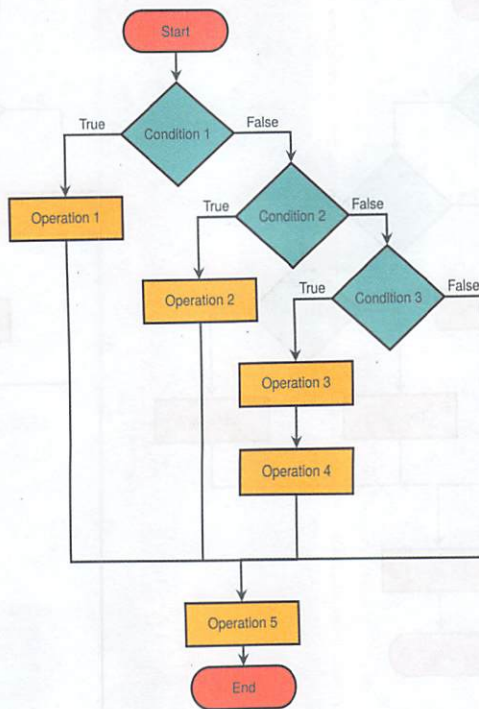 Start
True
Condition 1
False
Operation 1
True
Condition 2
False
Operation 2
True
Condition 3
False
Operation 3
Operation 4
Operation 5
End